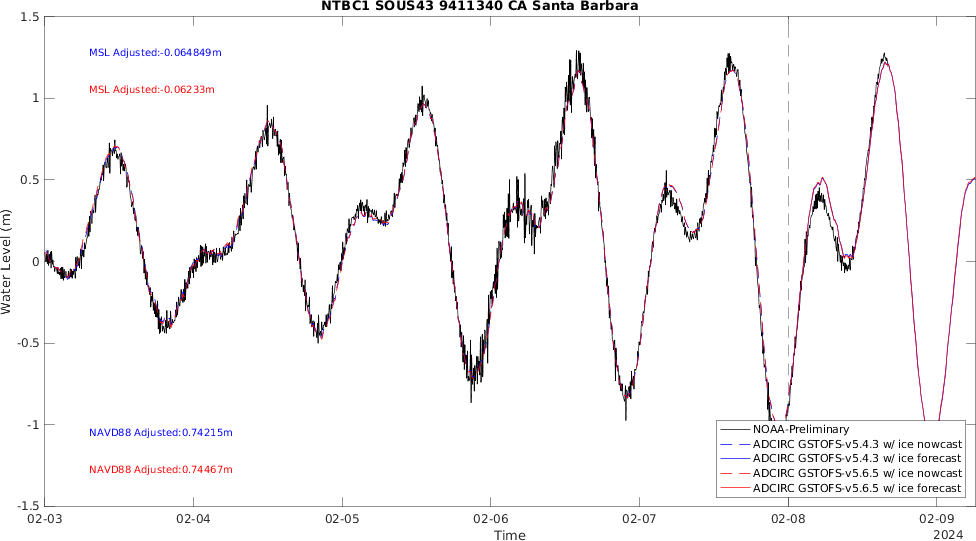 NTBC1 SOUS43 9411340 CA Santa Barbara
1.5
MSL Adjusted:-0.064849m
MSL Adjusted:-0.06233m
1
0.5
0
-0.5
-1
-1.5
Water Level (m)
NAVD88 Adjusted:0.74215m
NAVD88 Adjusted:0.74467m
NOAA-Preliminary
ADCIRC GSTOFS-v5.4.3 w/ ice nowcast
ADCIRC GSTOFS-v5.4.3 w/ ice forecast
ADCIRC GSTOFS-v5.6.5 w/ ice nowcast
ADCIRC GSTOFS-v5.6.5 w/ ice forecast
02-03 02-04 02-05 02-06 02-07 02-08 02-09
Time
2024